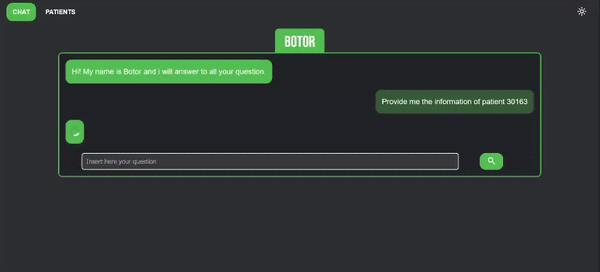 CHAT PATIENTS
BOTOR
Hi! My name is Botor and I will answer to all your question.
Provide me the information of patient 30163
Insert here your question